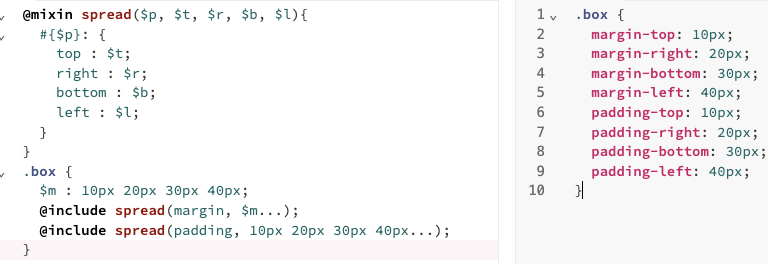 @mixin spread($p, $t, $r, $b, $l){
  #{$p}: {
    top : $t;
    right : $r;
    bottom : $b;
    left : $l;
  }
}
.box {
  $m : 10px 20px 30px 40px;
  @include spread(margin, $m...);
  @include spread(padding, 10px 20px 30px 40px...);
}
1 .box {
2   margin-top: 10px;
3   margin-right: 20px;
4   margin-bottom: 30px;
5   margin-left: 40px;
6   padding-top: 10px;
7   padding-right: 20px;
8   padding-bottom: 30px;
9   padding-left: 40px;
10 }